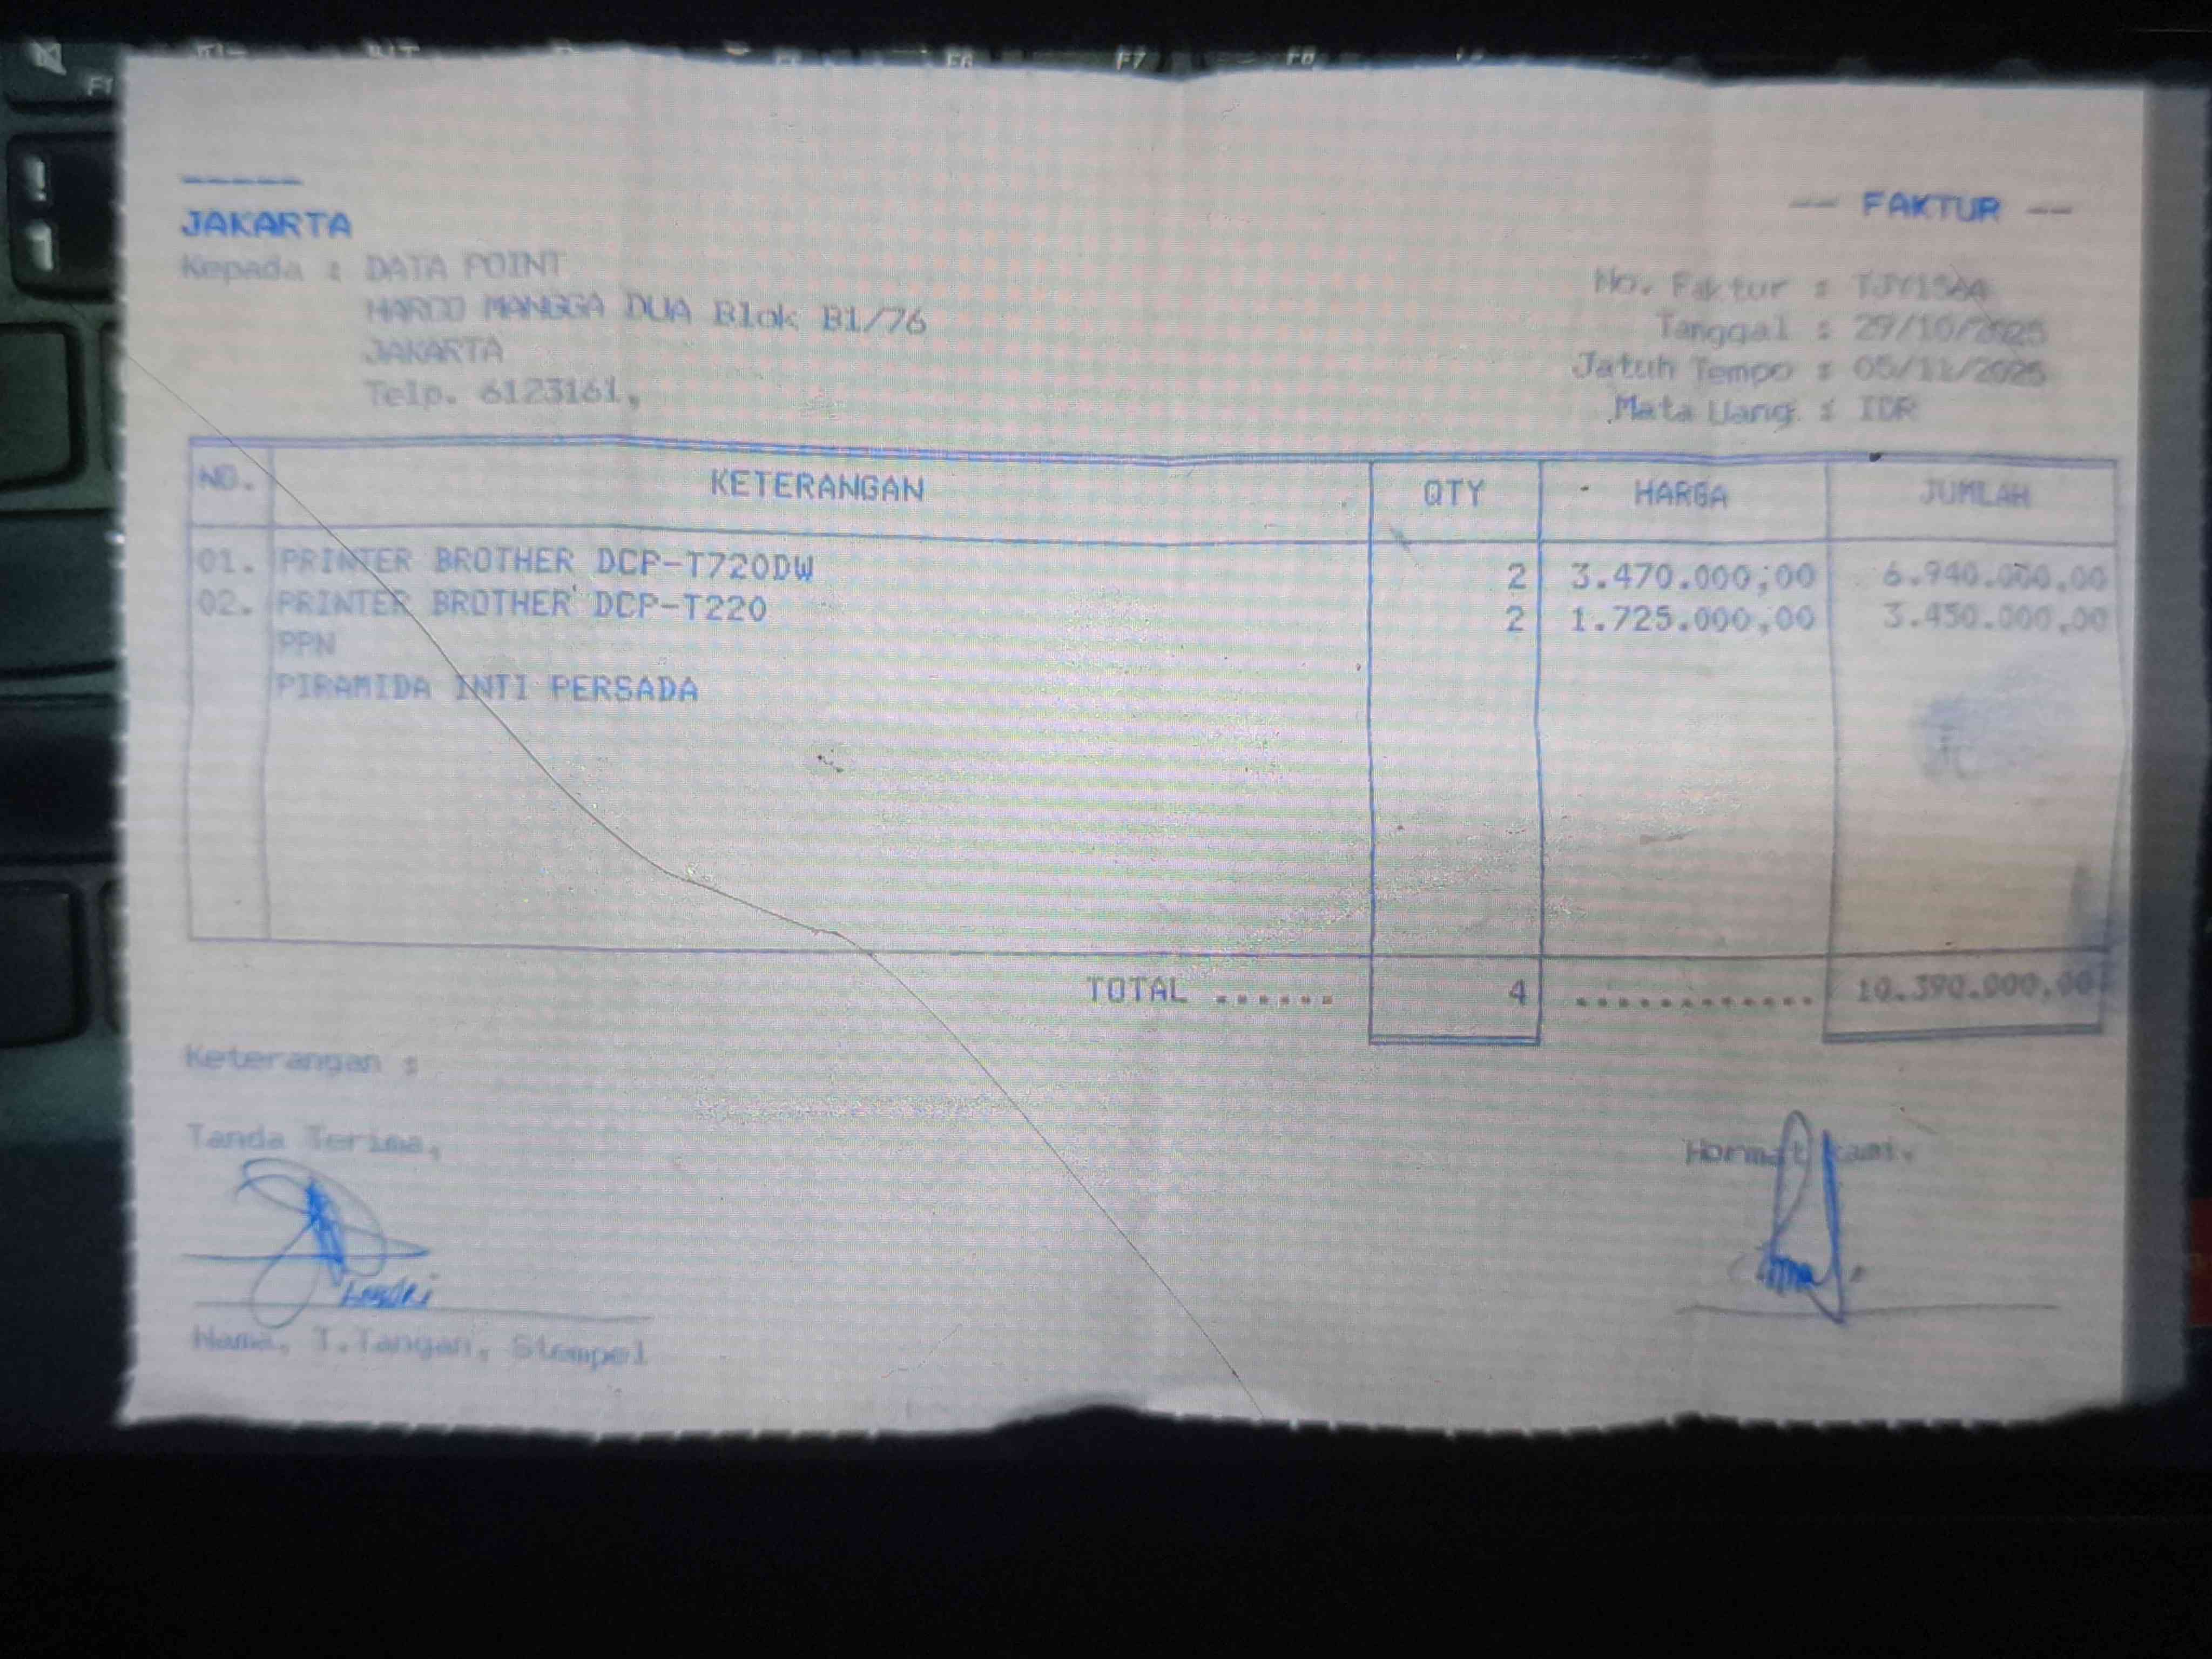 -----
JAKARTA
-- FAKTUR --
Kepada : DATA POINT
HARCO MANGGA DUA Blok B1/76
JAKARTA
Telp. 6123161,
No. Faktur :
Tanggal : 29/10/2025
Jatuh Tempo : 05/11/2025
Mata Uang : IDR
NO. KETERANGAN QTY HARGA JUMLAH
01. PRINTER BROTHER DCP-T720DW 2 3.470.000,00 6.940.000,00
02. PRINTER BROTHER DCP-T220 2 1.725.000,00 3.450.000,00
PPN
PIRAMIDA INTI PERSADA
TOTAL ...... 4 ............ 10.390.000,00
Keterangan :
Tanda Terima,
Hormat kami,
Nama, T.Tangan, Stempel
F6
F7
F1
!
1